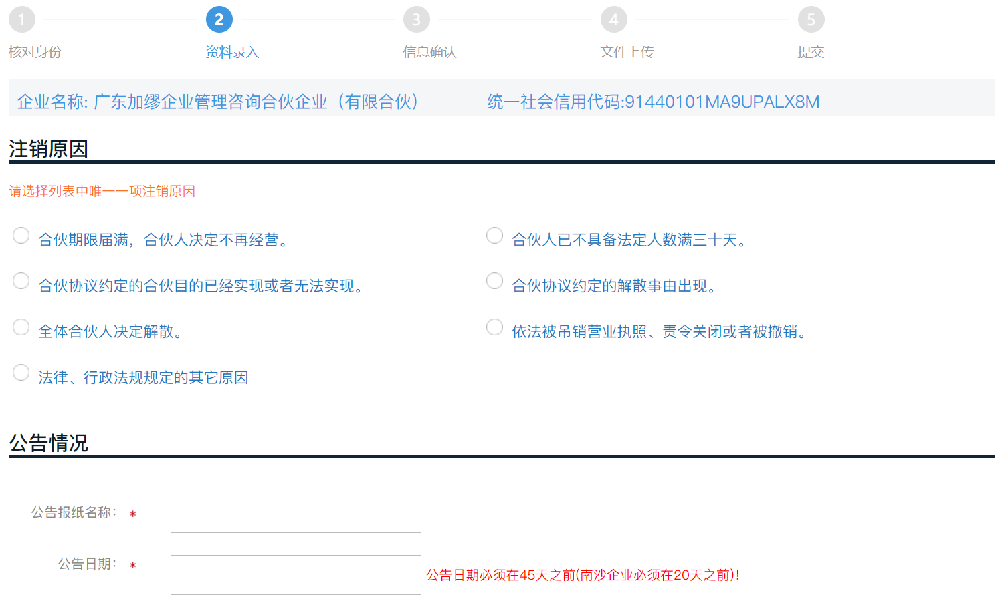 1 2 3 4 5
核对身份 资料录入 信息确认 文件上传 提交
企业名称: 广东加缪企业管理咨询合伙企业（有限合伙） 统一社会信用代码:91440101MA9UPALX8M
注销原因
请选择列表中唯一一项注销原因
合伙期限届满，合伙人决定不再经营。 合伙人已不具备法定人数满三十天。
合伙协议约定的合伙目的已经实现或者无法实现。 合伙协议约定的解散事由出现。
全体合伙人决定解散。 依法被吊销营业执照、责令关闭或者被撤销。
法律、行政法规规定的其它原因
公告情况
公告报纸名称： *
公告日期： * 公告日期必须在45天之前(南沙企业必须在20天之前)！